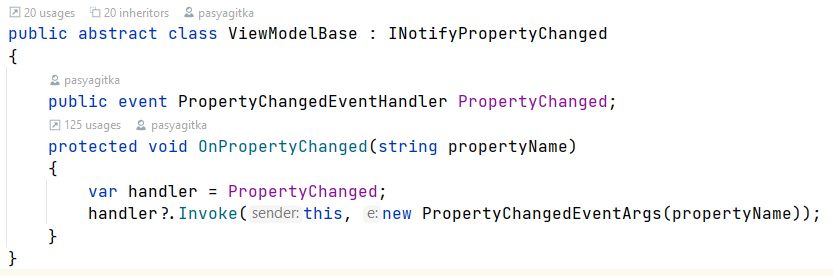 20 usages 20 inheritors pasyagitka
public abstract class ViewModelBase : INotifyPropertyChanged
{
pasyagitka
public event PropertyChangedEventHandler PropertyChanged;
125 usages pasyagitka
protected void OnPropertyChanged(string propertyName)
{
var handler = PropertyChanged;
handler?.Invoke( sender: this, e: new PropertyChangedEventArgs(propertyName));
}
}